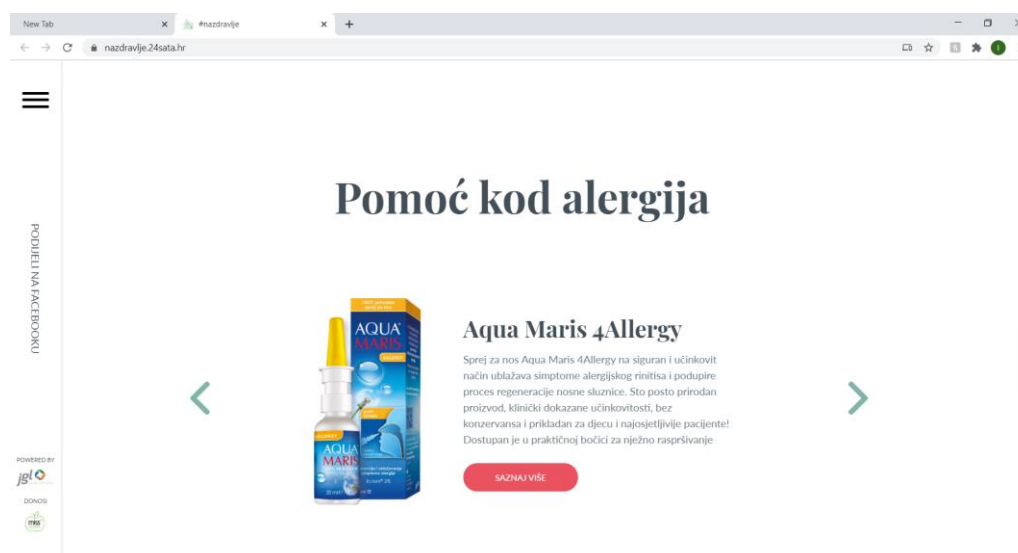 New Tab
#nazdravlje
nazdravlje.24sata.hr
PODIJELI NA FACEBOOKU
POWERED BY
jgl
DONOSI
miss
Pomoć kod alergija
AQUA
MARIS
AQUA
MARIS
Aqua Maris 4Allergy
Sprej za nos Aqua Maris 4Allergy na siguran i učinkovit
način ublažava simptome alergijskog rinitisa i podupire
proces regeneracije nosne sluznice. Sto posto prirodan
proizvod, klinički dokazane učinkovitosti, bez
konzervansa i prikladan za djecu i najosjetljivije pacijente!
Dostupan je u praktičnoj bočici za nježno raspršivanje
SAZNAJ VIŠE